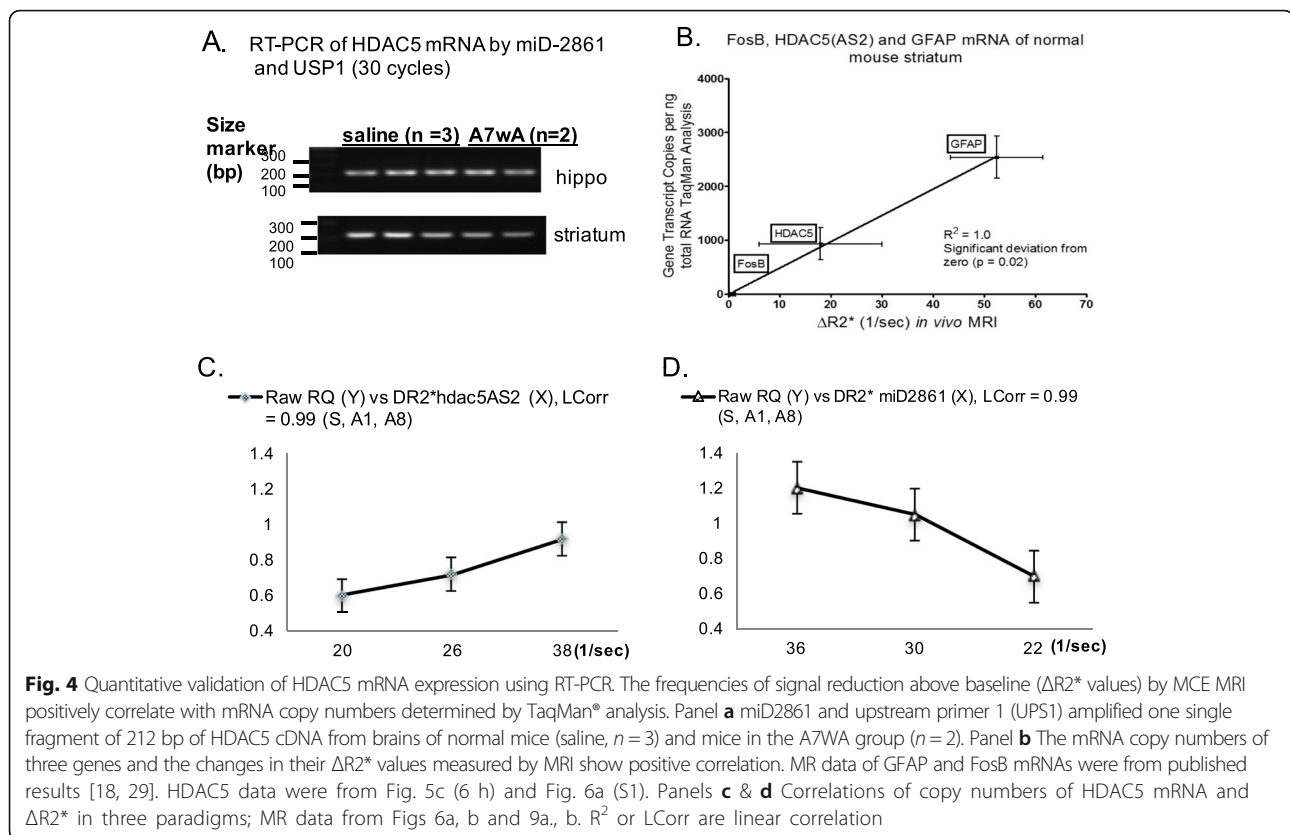 A. RT-PCR of HDAC5 mRNA by miD-2861
and USP1 (30 cycles)
Size
marker
(bp)
saline (n =3) A7wA (n=2)
300
200
100
hippo
300
200
100
striatum
B.
FosB, HDAC5(AS2) and GFAP mRNA of normal
mouse striatum
Gene Transcript Copies per ng
total RNA TaqMan Analysis
4000
3000
2000
1000
0
GFAP
HDAC5
FosB
R² = 1.0
Significant deviation from
zero (p = 0.02)
0 10 20 30 40 50 60 70
ΔR2* (1/sec) in vivo MRI
C.
Raw RQ (Y) vs DR2*hdac5AS2 (X), LCorr
= 0.99 (S, A1, A8)
1.4
1.2
1
0.8
0.6
0.4
20 26 38 (1/sec)
D.
Raw RQ (Y) vs DR2* miD2861 (X), LCorr = 0.99
(S, A1, A8)
1.4
1.2
1
0.8
0.6
0.4
36 30 22 (1/sec)
Fig. 4 Quantitative validation of HDAC5 mRNA expression using RT-PCR. The frequencies of signal reduction above baseline (ΔR2* values) by MCE MRI
positively correlate with mRNA copy numbers determined by TaqMan® analysis. Panel a miD2861 and upstream primer 1 (UPS1) amplified one single
fragment of 212 bp of HDAC5 cDNA from brains of normal mice (saline, n = 3) and mice in the A7WA group (n = 2). Panel b The mRNA copy numbers of
three genes and the changes in their ΔR2* values measured by MRI show positive correlation. MR data of GFAP and FosB mRNAs were from published
results [18, 29]. HDAC5 data were from Fig. 5c (6 h) and Fig. 6a (S1). Panels c & d Correlations of copy numbers of HDAC5 mRNA and
ΔR2* in three paradigms; MR data from Figs 6a, b and 9a., b. R² or LCorr are linear correlation